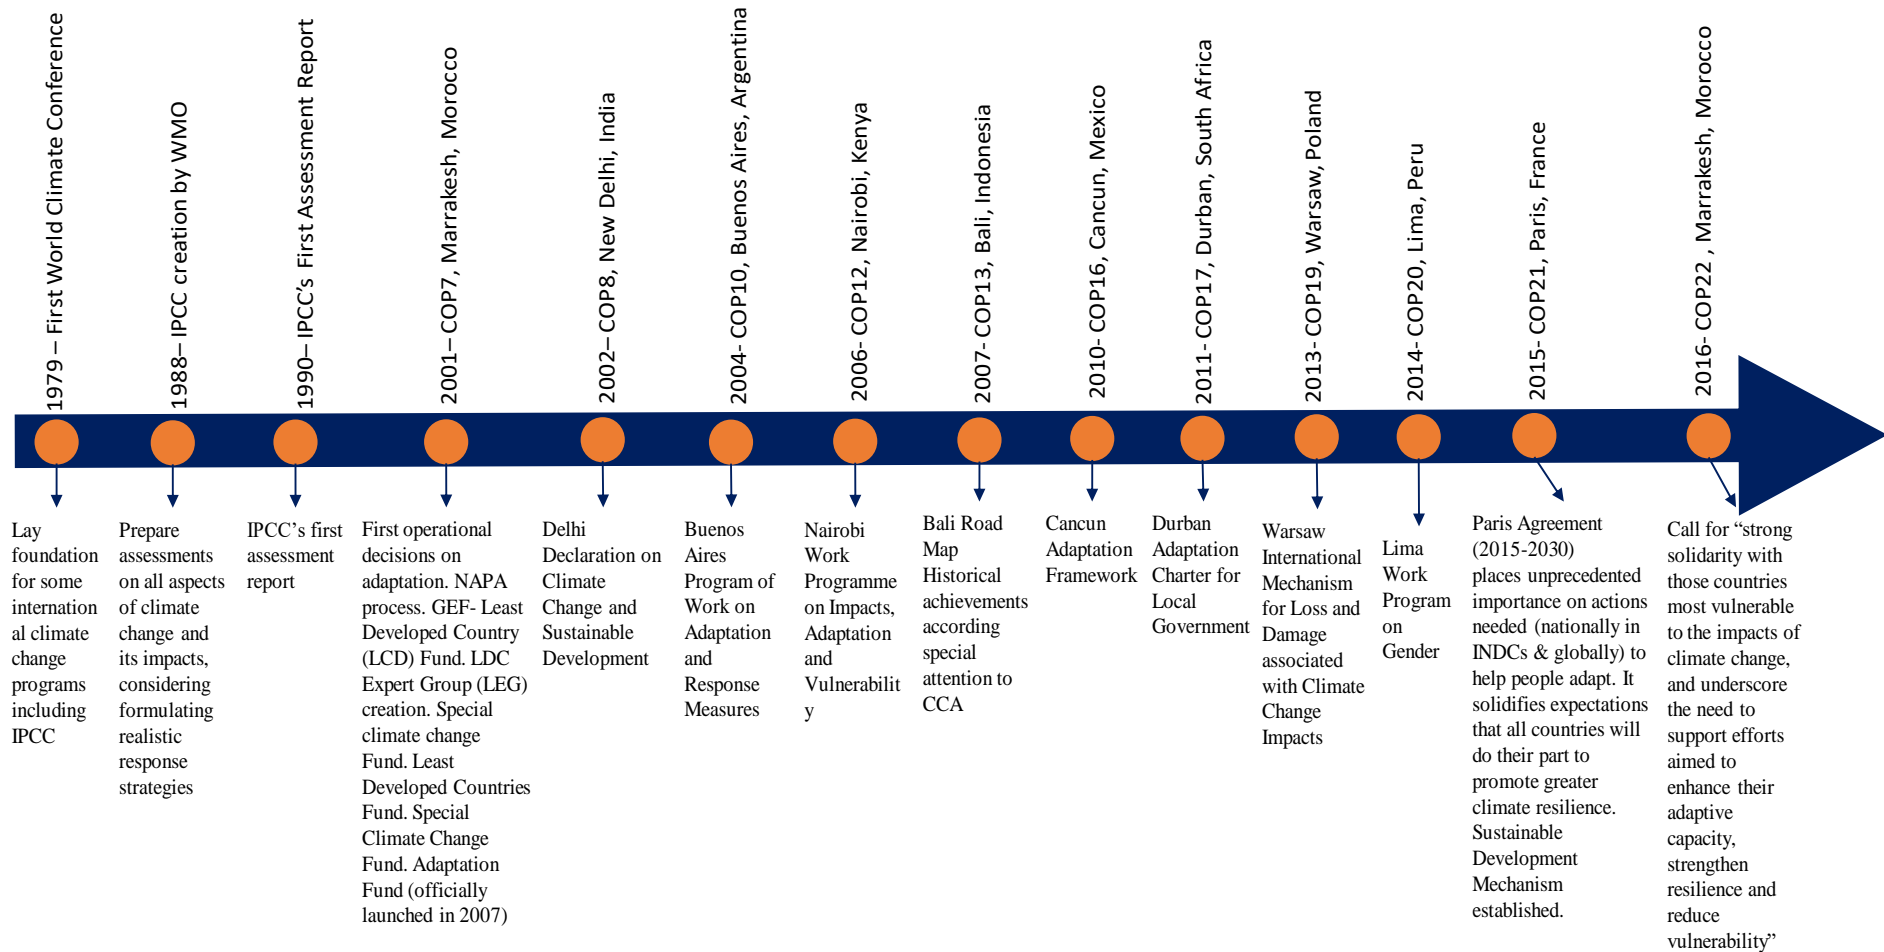 1979 – First World Climate Conference
1988– IPCC creation by WMO
1990– IPCC’s First Assessment Report
2001– COP7, Marrakesh, Morocco
2002– COP8, New Delhi, India
2004- COP10, Buenos Aires, Argentina
2006- COP12, Nairobi, Kenya
2007- COP13, Bali, Indonesia
2010- COP16, Cancun, Mexico
2011- COP17, Durban, South Africa
2013- COP19, Warsaw, Poland
2014- COP20, Lima, Peru
2015- COP21, Paris, France
2016- COP22 , Marrakesh, Morocco
Lay
foundation
for some
internation
al climate
change
programs
including
IPCC
Prepare
assessments
on all aspects
of climate
change and
its impacts,
considering
formulating
realistic
response
strategies
IPCC’s first
assessment
report
First operational
decisions on
adaptation. NAPA
process. GEF- Least
Developed Country
(LCD) Fund. LDC
Expert Group (LEG)
creation. Special
climate change
Fund. Least
Developed Countries
Fund. Special
Climate Change
Fund. Adaptation
Fund (officially
launched in 2007)
Delhi
Declaration on
Climate
Change and
Sustainable
Development
Buenos
Aires
Program of
Work on
Adaptation
and
Response
Measures
Nairobi
Work
Programme
on Impacts,
Adaptation
and
Vulnerabilit
y
Bali Road
Map
Historical
achievements
according
special
attention to
CCA
Cancun
Adaptation
Framework
Durban
Adaptation
Charter for
Local
Government
Warsaw
International
Mechanism
for Loss and
Damage
associated
with Climate
Change
Impacts
Lima
Work
Program
on
Gender
Paris Agreement
(2015-2030)
places unprecedented
importance on actions
needed (nationally in
INDCs & globally) to
help people adapt. It
solidifies expectations
that all countries will
do their part to
promote greater
climate resilience.
Sustainable
Development
Mechanism
established.
Call for “strong
solidarity with
those countries
most vulnerable
to the impacts of
climate change,
and underscore
the need to
support efforts
aimed to
enhance their
adaptive
capacity,
strengthen
resilience and
reduce
vulnerability”